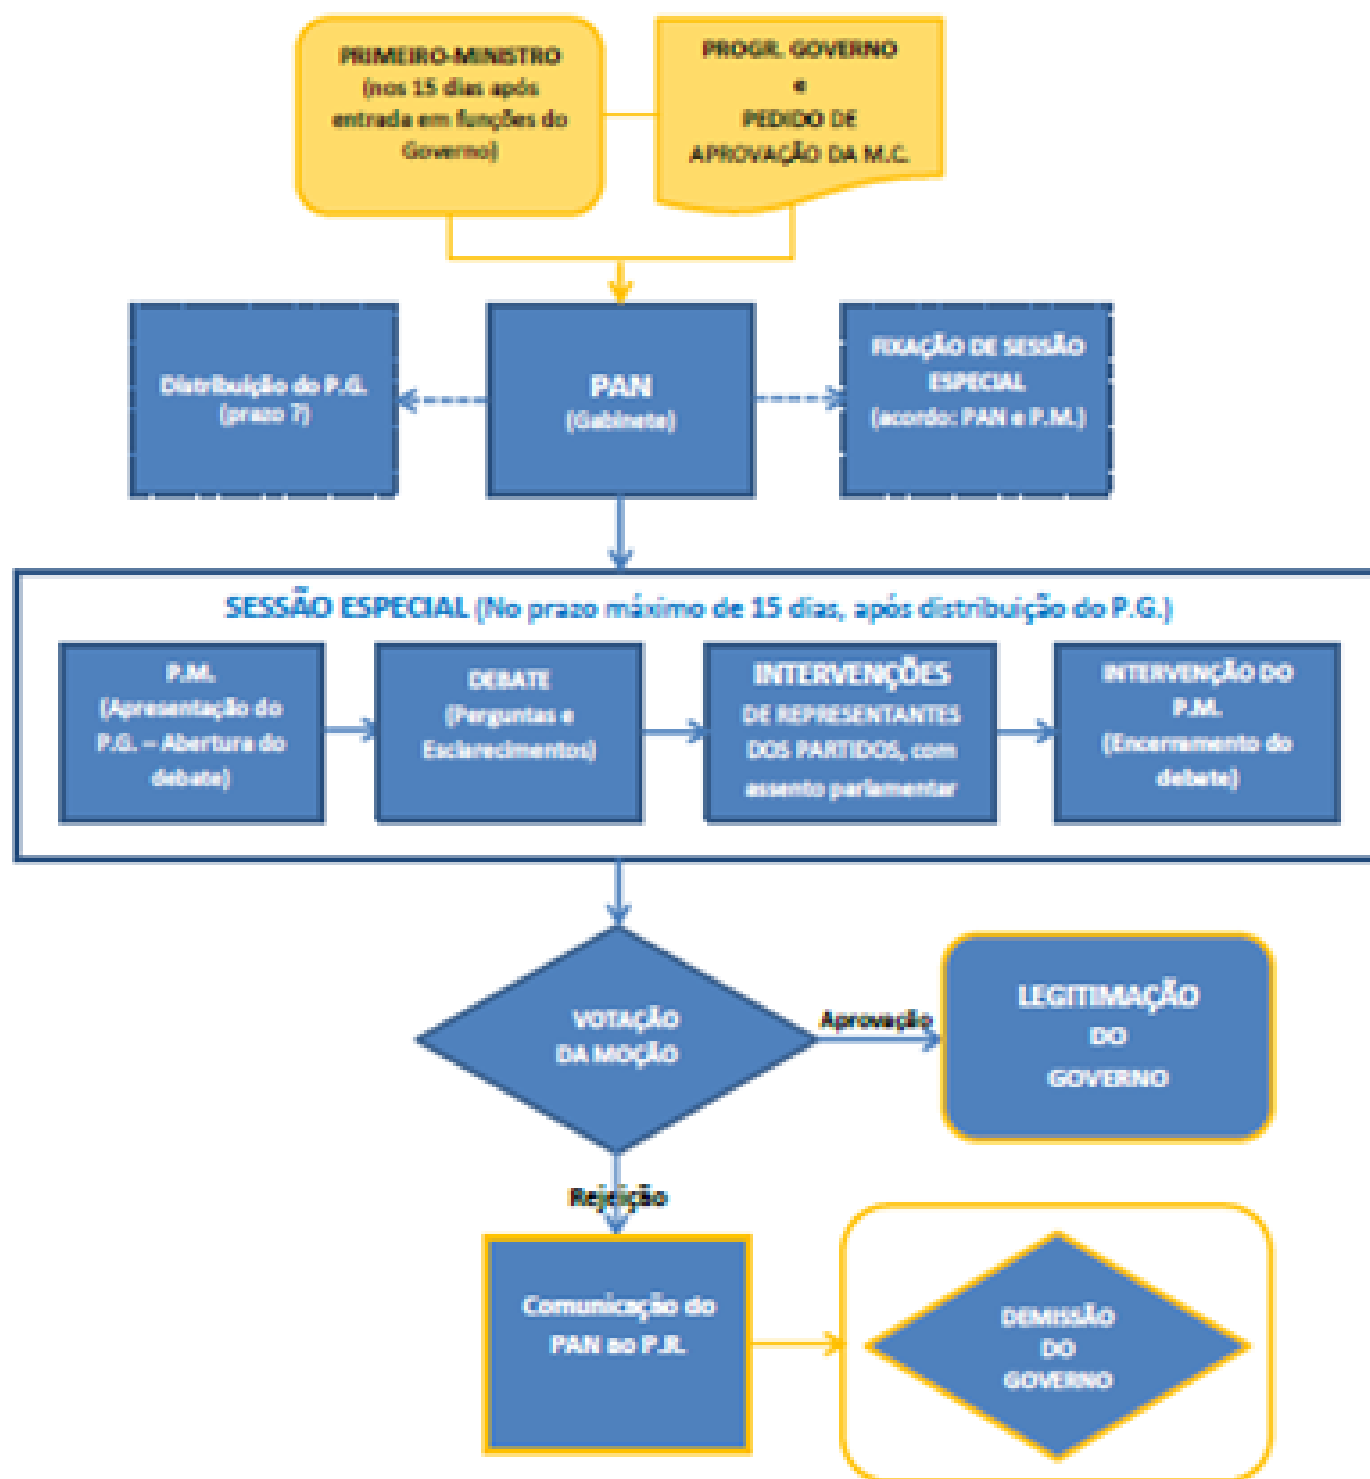 PRIMEIRO-MINISTRO
(nos 15 dias após
entrada em funções do
Governo)
PROGR. GOVERNO
e
PEDIDO DE
APROVAÇÃO DA M.C.
Distribuição do P.G.
(prazo ?)
PAN
(Gabinete)
FIXAÇÃO DE SESSÃO
ESPECIAL
(acordo: PAN e P.M.)
SESSÃO ESPECIAL (No prazo máximo de 15 dias, após distribuição do P.G.)
P.M.
(Apresentação do
P.G. – Abertura do
debate)
DEBATE
(Perguntas e
Esclarecimentos)
INTERVENÇÕES
DE REPRESENTANTES
DOS PARTIDOS, com
assento parlamentar
INTERVENÇÃO DO
P.M.
(Encerramento do
debate)
VOTAÇÃO
DA MOÇÃO
Aprovação
LEGITIMAÇÃO
DO
GOVERNO
Rejeição
Comunicação do
PAN ao P.R.
DEMISSÃO
DO
GOVERNO